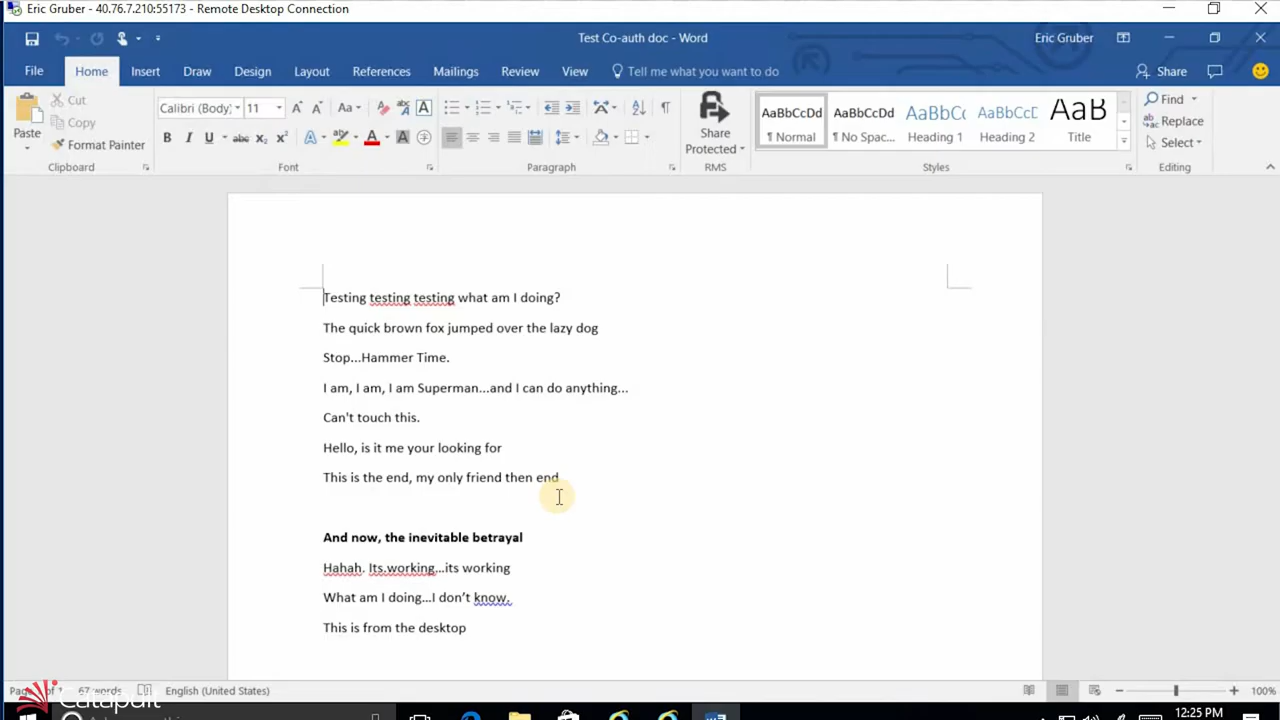 Eric Gruber - 40.76.7.210:55173 - Remote Desktop Connection
Test Co-auth doc - Word
Eric Gruber
File Home Insert Draw Design Layout References Mailings Review View Tell me what you want to do Share
Paste
Cut
Copy
Format Painter
Clipboard
Calibri (Body) 11
Font
Paragraph
Share
Protected
RMS
AaBbCcDd AaBbCcDd AaBbCc AaBbCcD AaB
¶ Normal ¶ No Spac... Heading 1 Heading 2 Title
Styles
Find
Replace
Select
Editing
Testing testing testing what am I doing?
The quick brown fox jumped over the lazy dog
Stop...Hammer Time.
I am, I am, I am Superman...and I can do anything...
Can't touch this.
Hello, is it me your looking for
This is the end, my only friend then end
And now, the inevitable betrayal
Hahah. Its.working...its working
What am I doing...I don't know.
This is from the desktop
67 words English (United States) 100%
Catapult
12:25 PM